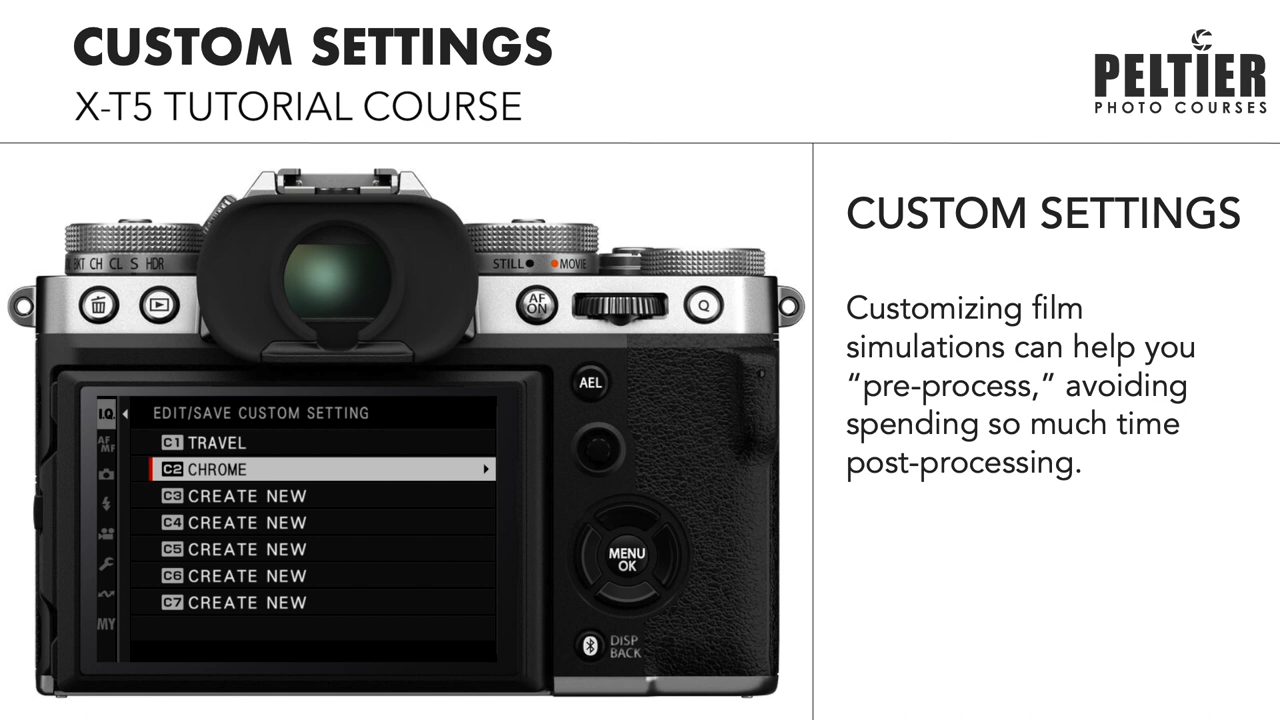 CUSTOM SETTINGS
X-T5 TUTORIAL COURSE
PELTIER
PHOTO COURSES
BKT CH CL S HDR
STILL
MOVIE
AF
ON
Q
AEL
I.Q.
EDIT/SAVE CUSTOM SETTING
AF
MF
C1 TRAVEL
C2 CHROME
C3 CREATE NEW
C4 CREATE NEW
C5 CREATE NEW
C6 CREATE NEW
C7 CREATE NEW
MY
MENU
OK
DISP
BACK
CUSTOM SETTINGS
Customizing film
simulations can help you
“pre-process,” avoiding
spending so much time
post-processing.